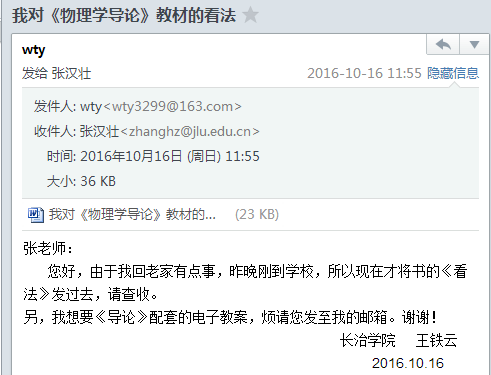 我对《物理学导论》教材的看法
wty
发给 张汉壮 2016-10-16 11:55 隐藏信息
发件人: wty<wty3299@163.com>
收件人: 张汉壮<zhanghz@jlu.edu.cn>
时间: 2016年10月16日 (周日) 11:55
大小: 36 KB
我对《物理学导论》教材的... (23 KB)
张老师：
您好，由于我回老家有点事，昨晚刚到学校，所以现在才将书的《看
法》发过去，请查收。
另，我想要《导论》配套的电子教案，烦请您发至我的邮箱。谢谢！
长治学院 王铁云
2016.10.16